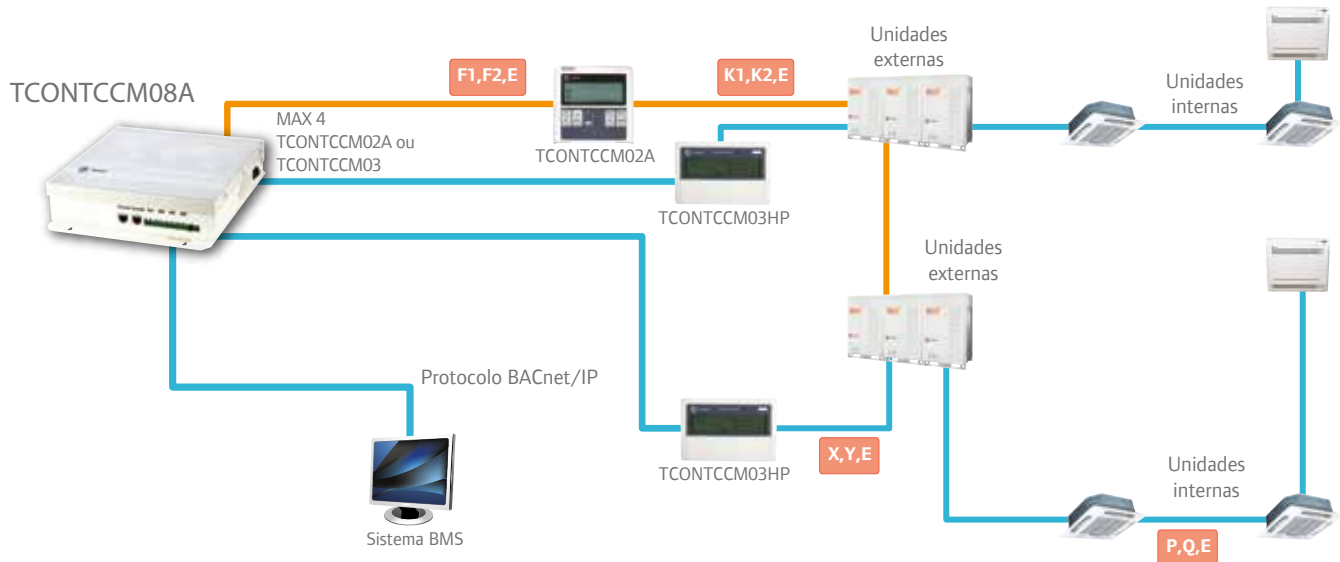 TCONTCCM08A
F1,F2,E
K1,K2,E
Unidades
externas
Unidades
internas
MAX 4
TCONTCCM02A ou
TCONTCCM03
TCONTCCM02A
TCONTCCM03HP
Unidades
externas
Protocolo BACnet/IP
TCONTCCM03HP
X,Y,E
Unidades
internas
P,Q,E
Sistema BMS